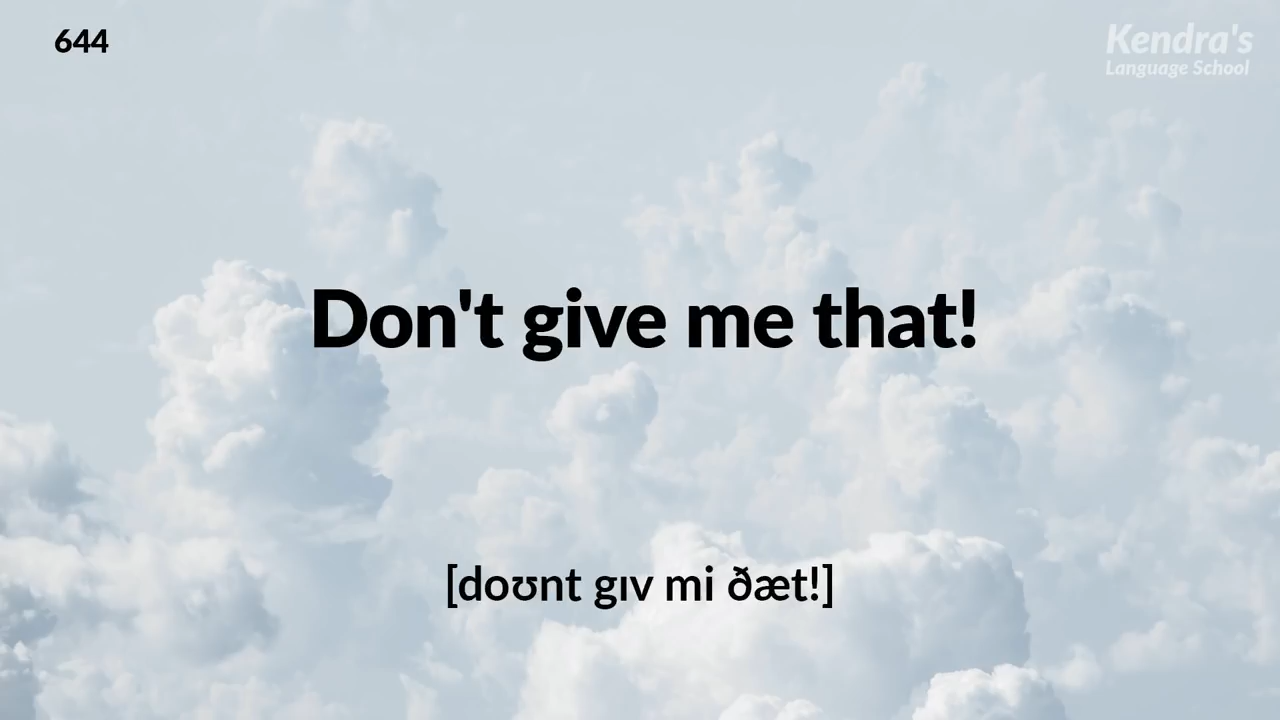 644
Kendra's
Language School
Don't give me that!
[doʊnt gɪv mi ðæt!]